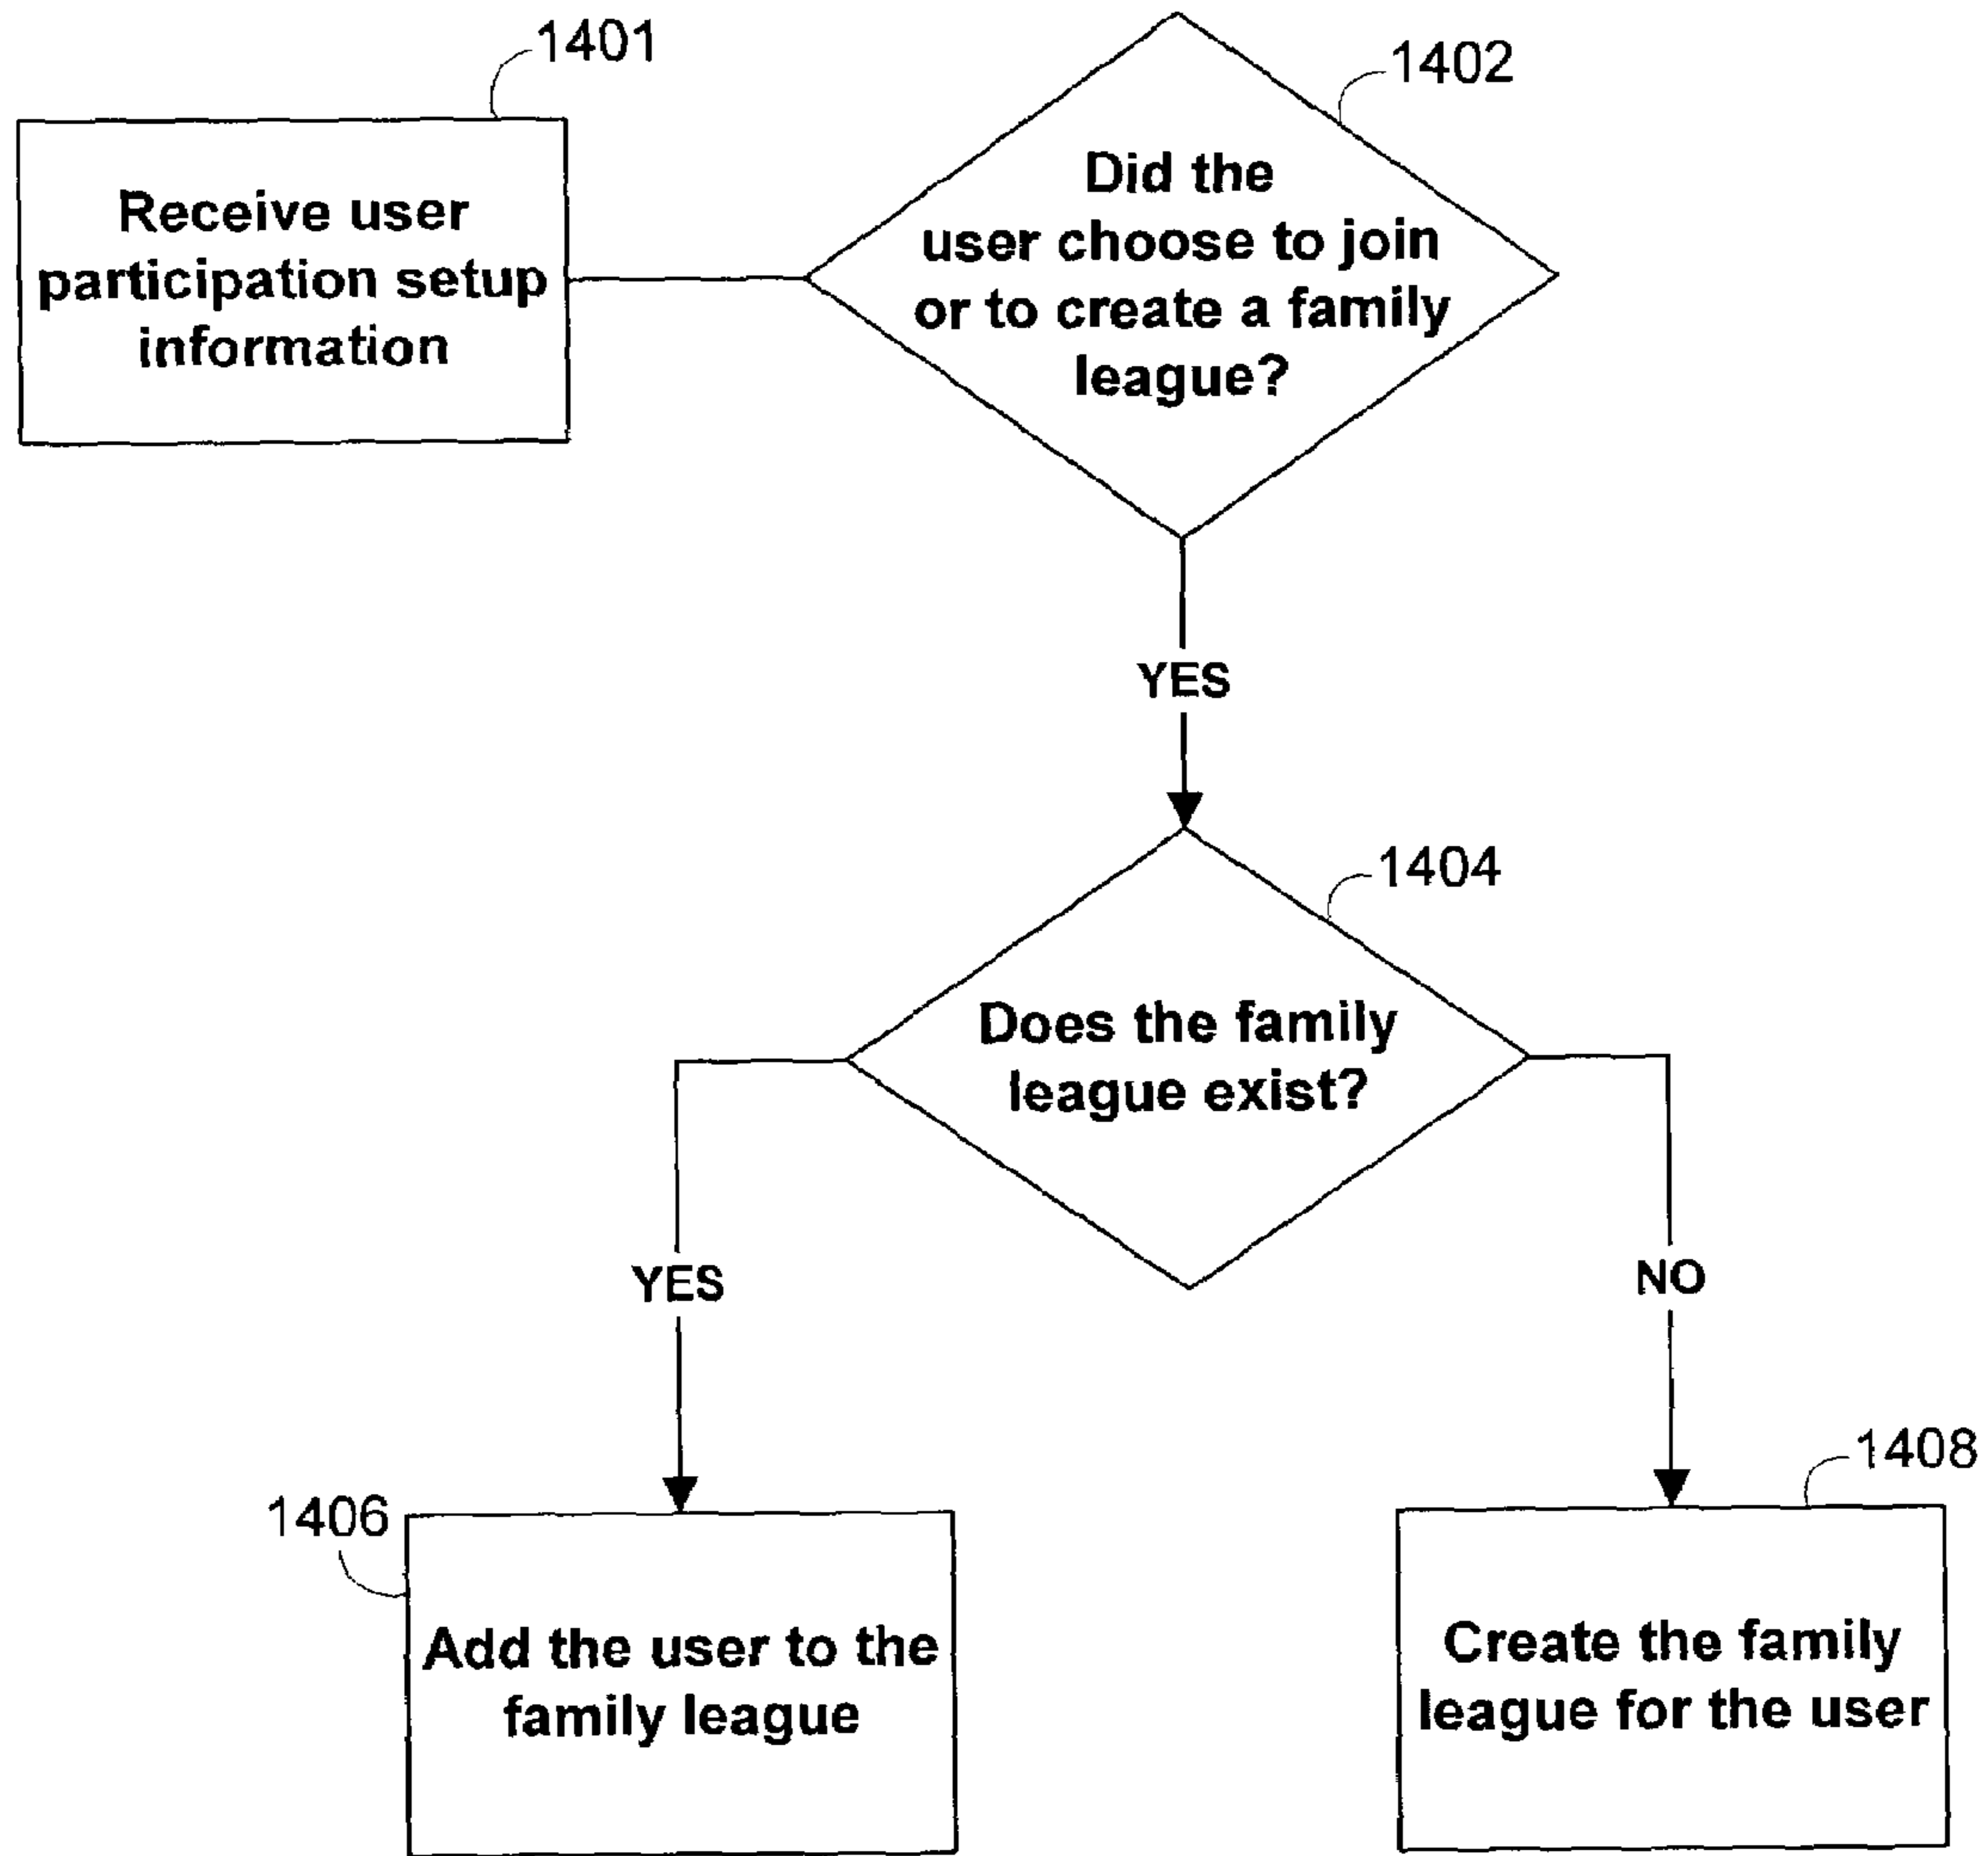 1401
Receive user
participation setup
information
1402
Did the
user choose to join
or to create a family
league?
YES
1404
Does the family
league exist?
YES
NO
1406
Add the user to the
family league
1408
Create the family
league for the user